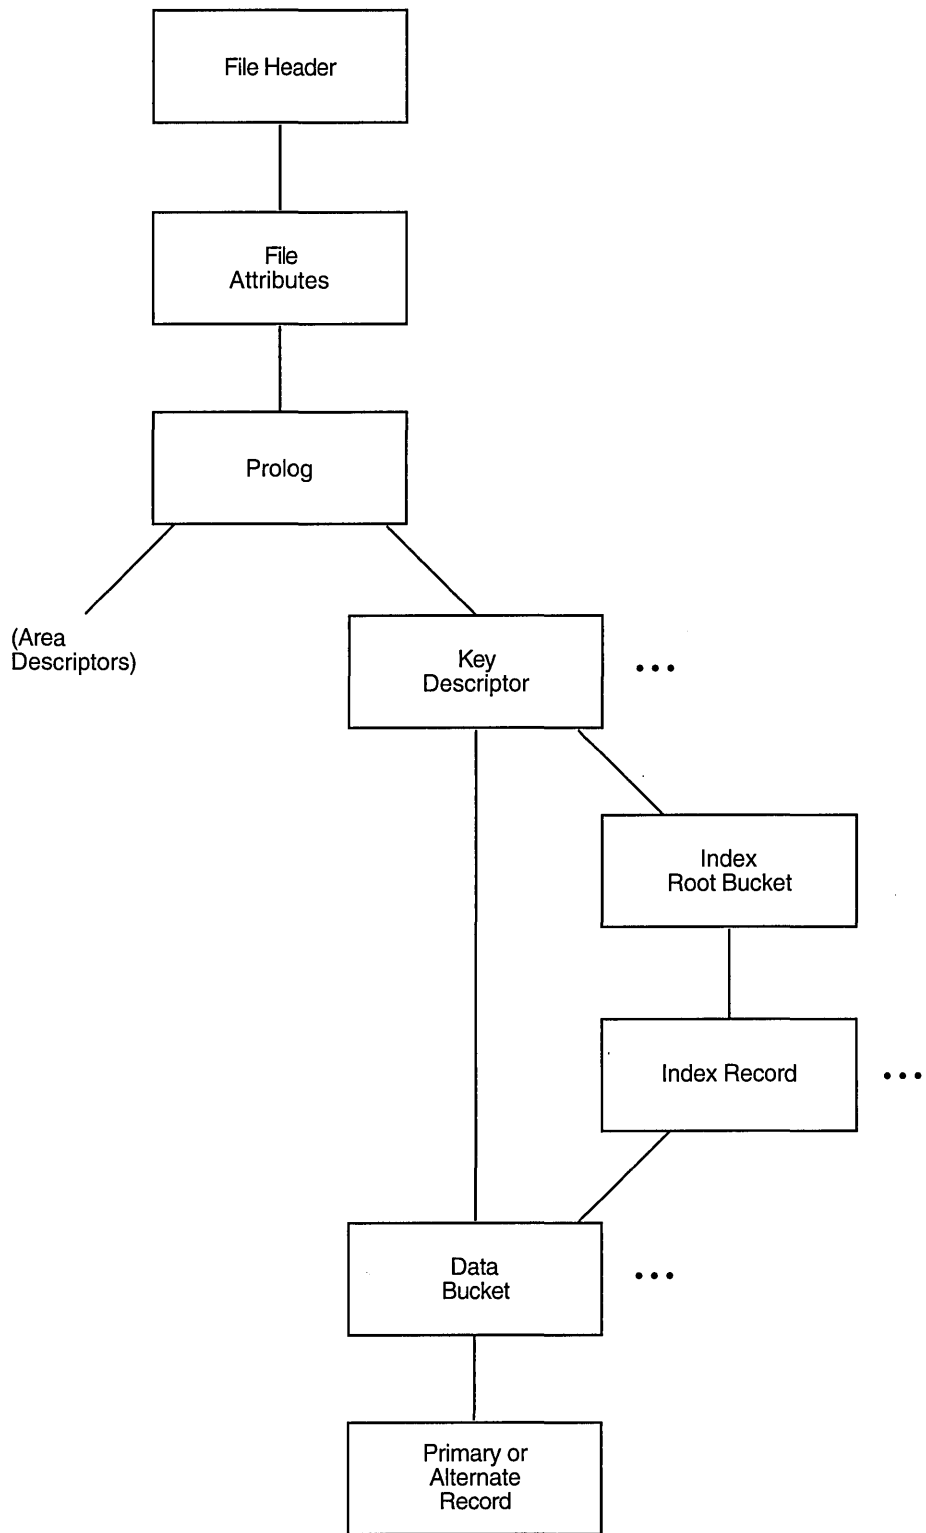 File Header
File
Attributes
Prolog
(Area
Descriptors)
Key
Descriptor
•••
Index
Root Bucket
Index Record
•••
Data
Bucket
•••
Primary or
Alternate
Record